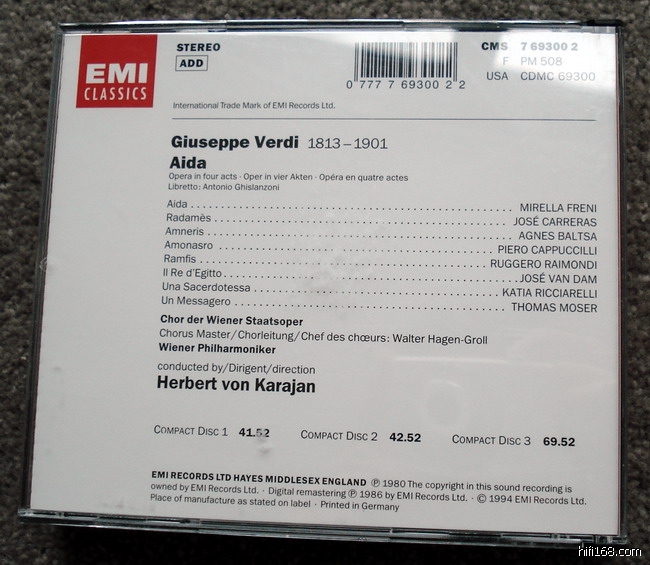 EMI
CLASSICS
STEREO
ADD
0 777 7 69300 2 2
CMS 7 69300 2
F PM 508
USA CDMC 69300
International Trade Mark of EMI Records Ltd.
Giuseppe Verdi 1813–1901
Aida
Opera in four acts · Oper in vier Akten · Opéra en quatre actes
Libretto: Antonio Ghislanzoni
Aida . . . . . . . . . . . . . . . . . . . . MIRELLA FRENI
Radamès . . . . . . . . . . . . . . . . . . . . JOSÉ CARRERAS
Amneris . . . . . . . . . . . . . . . . . . . . AGNES BALTSA
Amonasro . . . . . . . . . . . . . . . . . . . . PIERO CAPPUCCILLI
Ramfis . . . . . . . . . . . . . . . . . . . . RUGGERO RAIMONDI
Il Re d'Egitto . . . . . . . . . . . . . . . . . . . . JOSÉ VAN DAM
Una Sacerdotessa . . . . . . . . . . . . . . . . . . . . KATIA RICCIARELLI
Un Messagero . . . . . . . . . . . . . . . . . . . . THOMAS MOSER
Chor der Wiener Staatsoper
Chorus Master/Chorleitung/Chef des chœurs: Walter Hagen-Groll
Wiener Philharmoniker
conducted by/Dirigent/direction
Herbert von Karajan
COMPACT DISC 1 41.52 COMPACT DISC 2 42.52 COMPACT DISC 3 69.52
EMI RECORDS LTD HAYES MIDDLESEX ENGLAND ℗ 1980 The copyright in this sound recording is
owned by EMI Records Ltd. · Digital remastering ℗ 1986 by EMI Records Ltd. · © 1994 EMI Records Ltd.
Place of manufacture as stated on label · Printed in Germany
hifi168.com